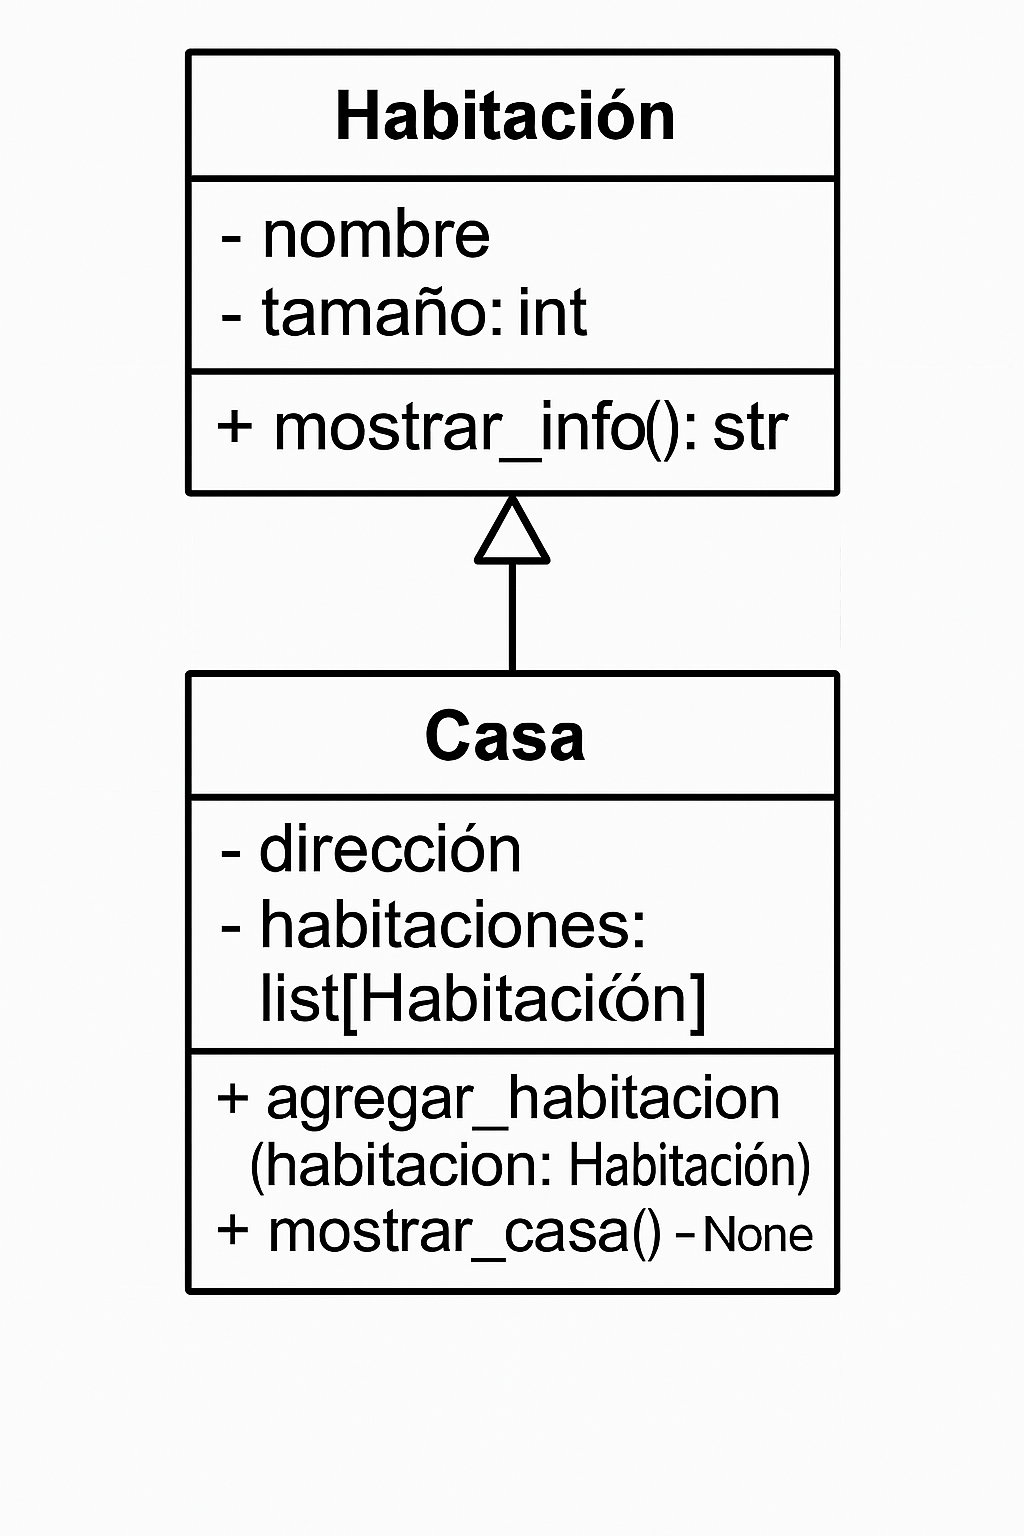 Habitación
- nombre
- tamaño: int
+ mostrar_info(): str
Casa
- dirección
- habitaciones:
list[Habitación]
+ agregar_habitacion
(habitacion: Habitación)
+ mostrar_casa() - None